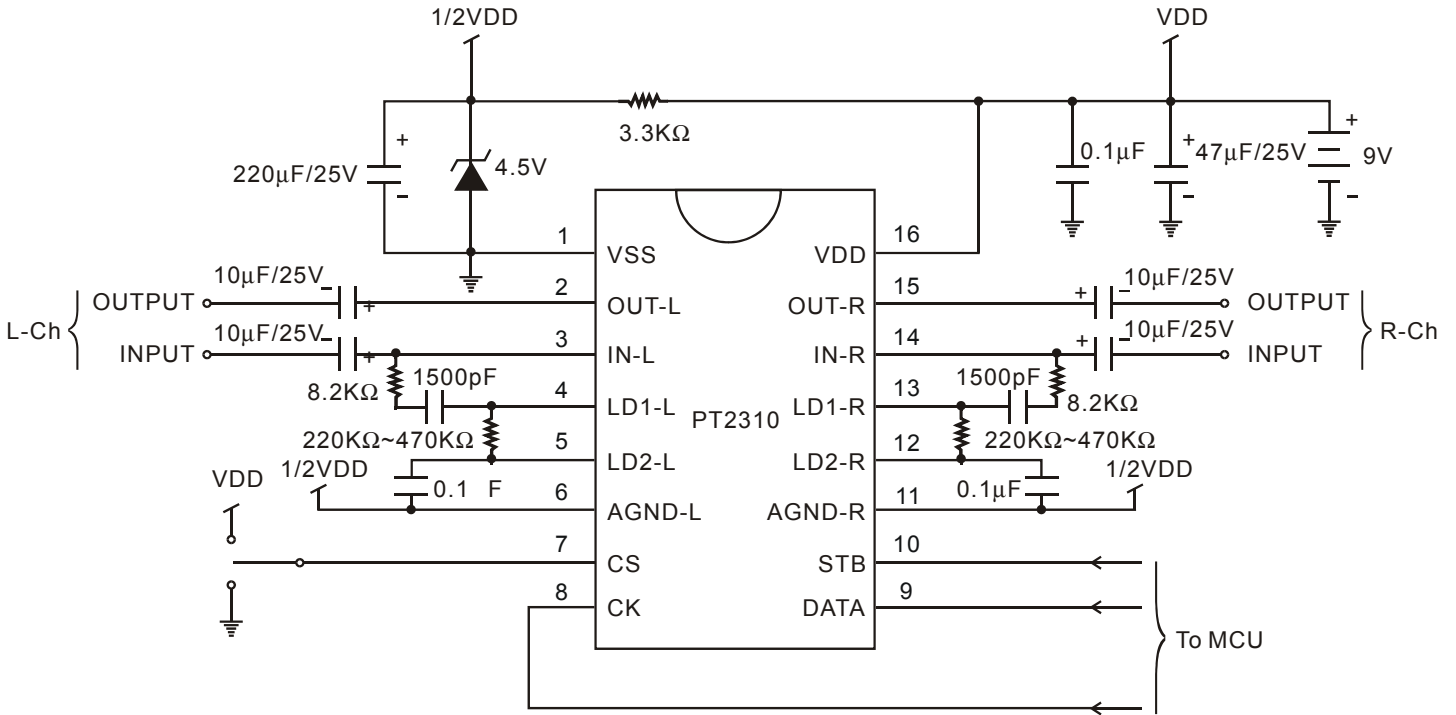 1/2VDD
VDD
3.3KΩ
220µF/25V
+
−
4.5V
0.1µF
+
47µF/25V
−
+
9V
−
1
VSS
VDD
16
10µF/25V
−
+
2
OUT-L
OUT-R
15
+
−
10µF/25V
OUTPUT
OUTPUT
L-Ch
R-Ch
10µF/25V
−
+
3
IN-L
IN-R
14
+
−
10µF/25V
INPUT
INPUT
8.2KΩ
1500pF
4
LD1-L
PT2310
LD1-R
13
1500pF
8.2KΩ
220KΩ~470KΩ
5
LD2-L
LD2-R
12
220KΩ~470KΩ
VDD
1/2VDD
0.1 F
6
AGND-L
AGND-R
11
0.1µF
1/2VDD
7
CS
STB
10
8
CK
DATA
9
To MCU